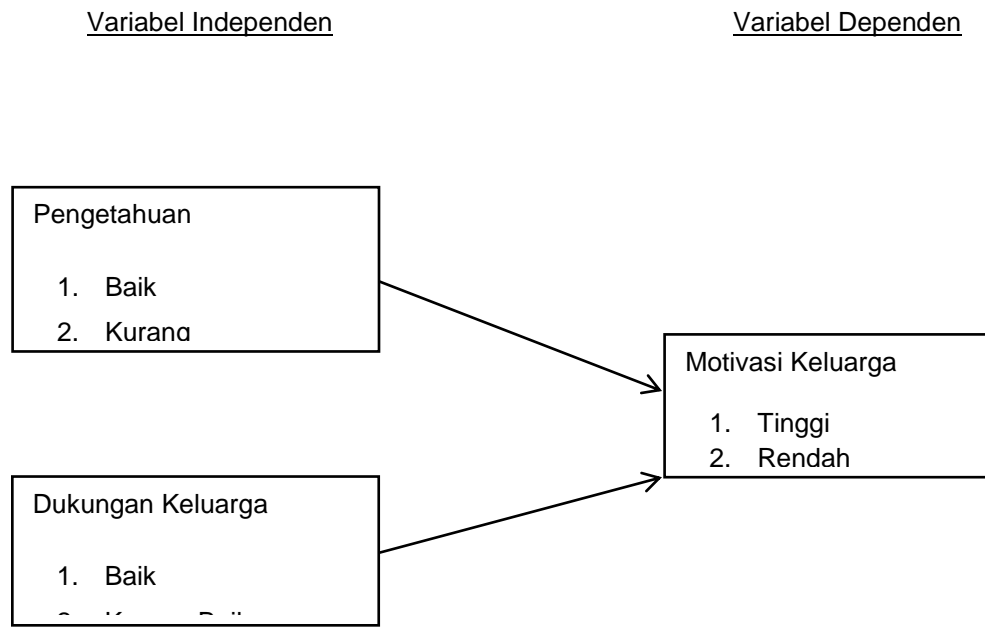 Variabel Independen
Variabel Dependen
Pengetahuan
1. Baik
2. Kurang
Motivasi Keluarga
1. Tinggi
2. Rendah
Dukungan Keluarga
1. Baik